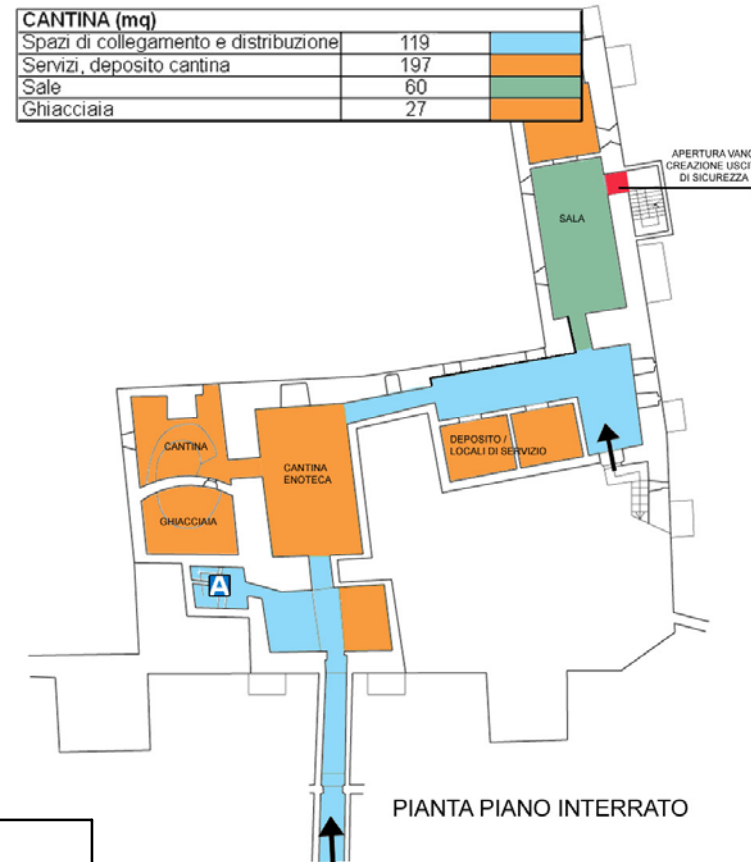 CANTINA (mq)
Spazi di collegamento e distribuzione 119
Servizi, deposito cantina 197
Sale 60
Ghiacciaia 27
APERTURA VANO
CREAZIONE USCIT
DI SICUREZZA
SALA
DEPOSITO /
LOCALI DI SERVIZIO
CANTINA
CANTINA
ENOTECA
GHIACCIAIA
A
PIANTA PIANO INTERRATO